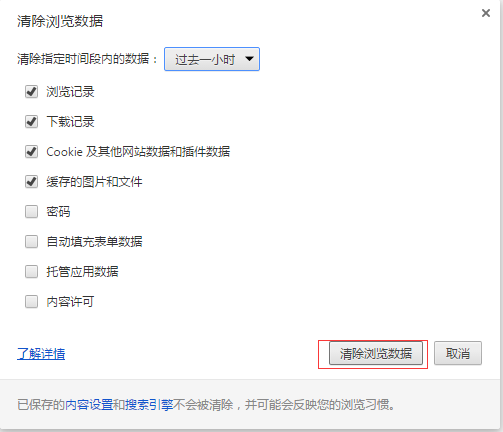 清除浏览数据
清除指定时间段内的数据： 过去一小时
浏览记录
下载记录
Cookie 及其他网站数据和插件数据
缓存的图片和文件
密码
自动填充表单数据
托管应用数据
内容许可
了解详情 清除浏览数据 取消
已保存的内容设置和搜索引擎不会被清除，并可能会反映您的浏览习惯。